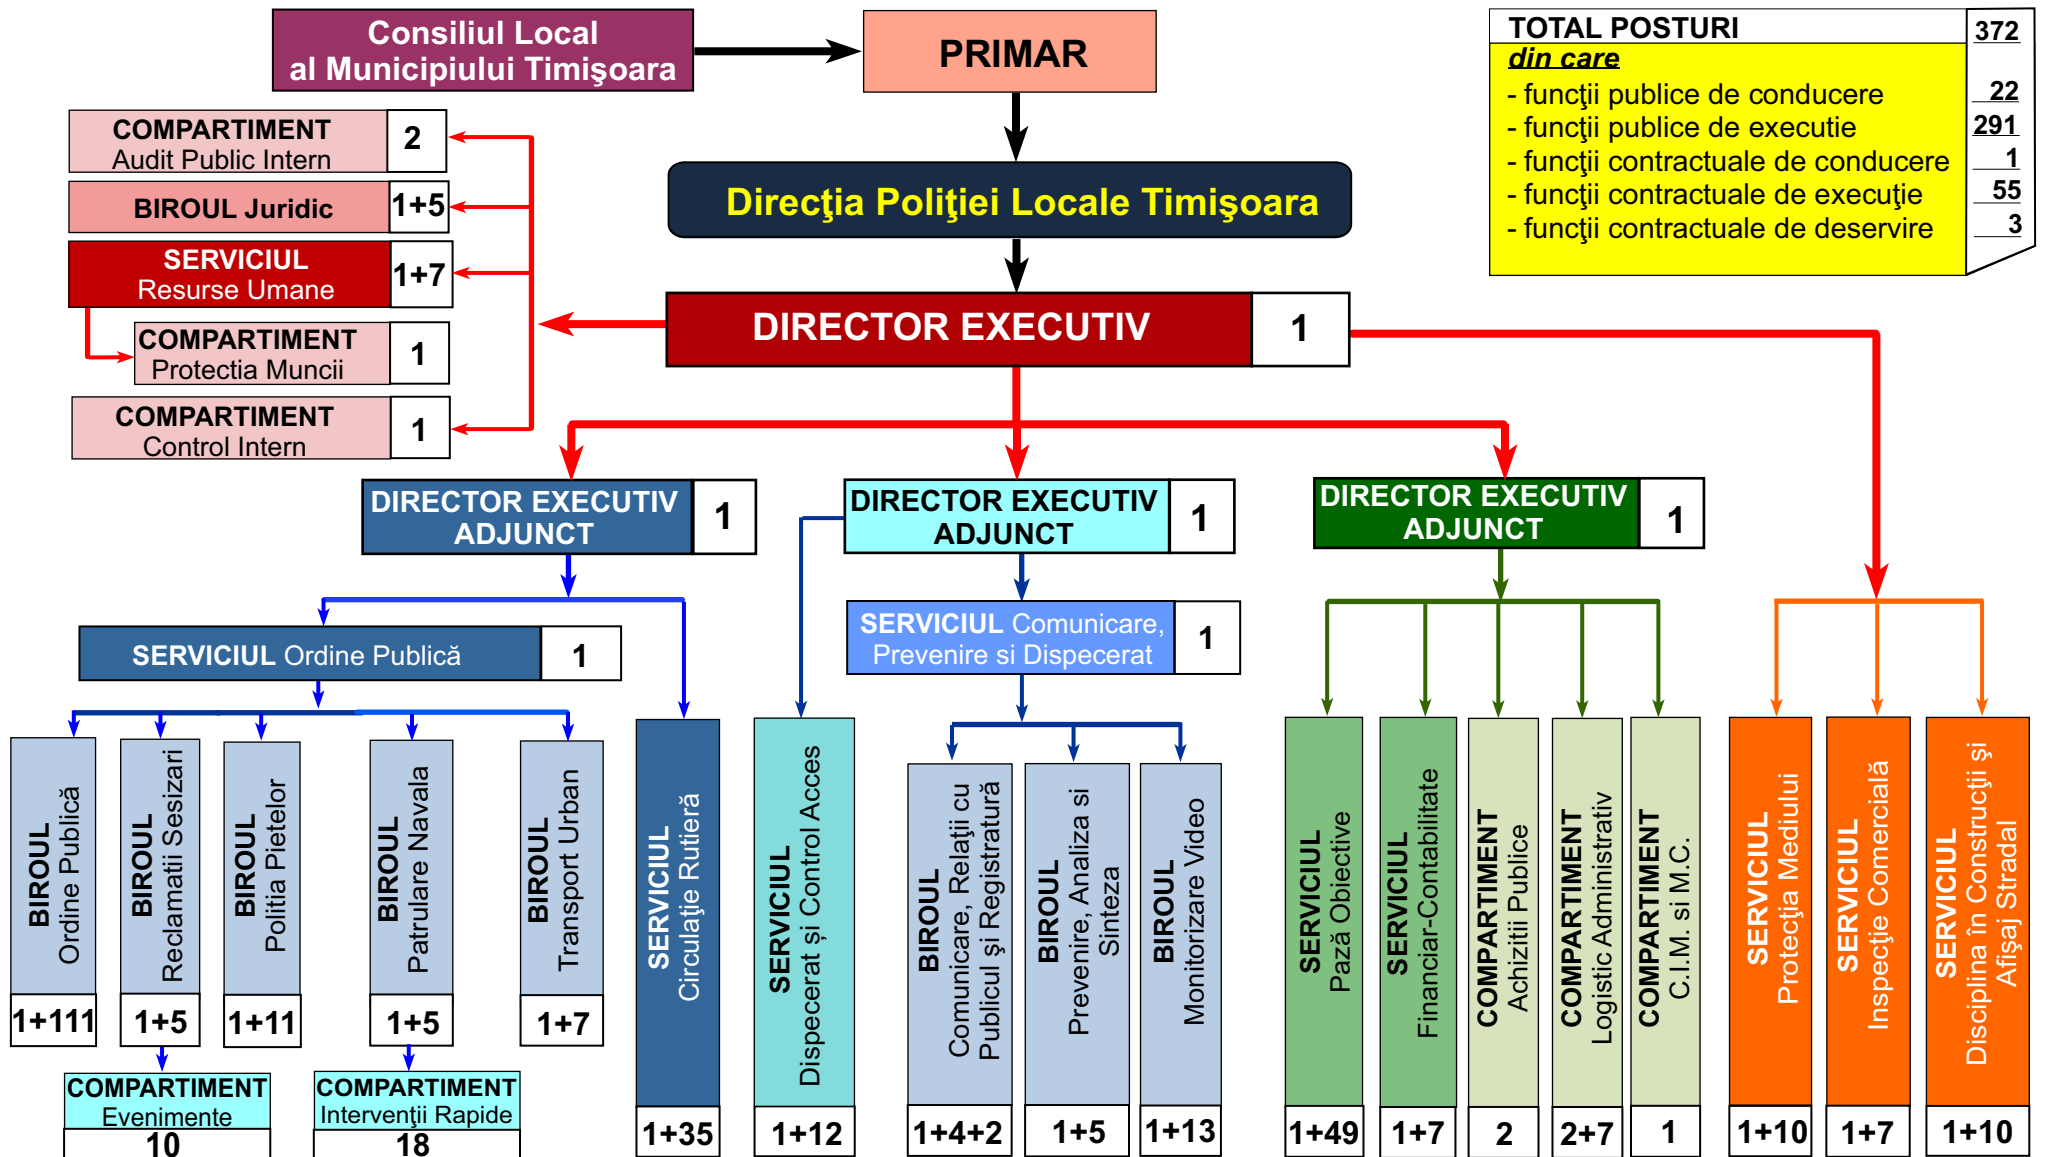 Consiliul Local
al Municipiului Timişoara
PRIMAR
TOTAL POSTURI 372
din care
- funcţii publice de conducere 22
- funcţii publice de executie 291
- funcţii contractuale de conducere 1
- funcţii contractuale de execuţie 55
- funcţii contractuale de deservire 3
COMPARTIMENT
Audit Public Intern
2
BIROUL Juridic
1+5
SERVICIUL
Resurse Umane
1+7
COMPARTIMENT
Protectia Muncii
1
COMPARTIMENT
Control Intern
1
Direcţia Poliţiei Locale Timişoara
DIRECTOR EXECUTIV
1
DIRECTOR EXECUTIV
ADJUNCT
1
DIRECTOR EXECUTIV
ADJUNCT
1
DIRECTOR EXECUTIV
ADJUNCT
1
SERVICIUL Ordine Publică
1
SERVICIUL Comunicare,
Prevenire si Dispecerat
1
BIROUL
Ordine Publică
1+111
BIROUL
Reclamatii Sesizari
1+5
BIROUL
Politia Pietelor
1+11
BIROUL
Patrulare Navala
1+5
BIROUL
Transport Urban
1+7
COMPARTIMENT
Evenimente
10
COMPARTIMENT
Intervenţii Rapide
18
SERVICIUL
Circulaţie Rutieră
1+35
SERVICIUL
Dispecerat și Control Acces
1+12
BIROUL
Comunicare, Relaţii cu
Publicul şi Registratură
1+4+2
BIROUL
Prevenire, Analiza si
Sinteza
1+5
BIROUL
Monitorizare Video
1+13
SERVICIUL
Pază Obiective
1+49
SERVICIUL
Financiar-Contabilitate
1+7
COMPARTIMENT
Achizitii Publice
2
COMPARTIMENT
Logistic Administrativ
2+7
COMPARTIMENT
C.I.M. si M.C.
1
SERVICIUL
Protecţia Mediului
1+10
SERVICIUL
Inspecţie Comercială
1+7
SERVICIUL
Disciplina în Construcţii şi
Afişaj Stradal
1+10